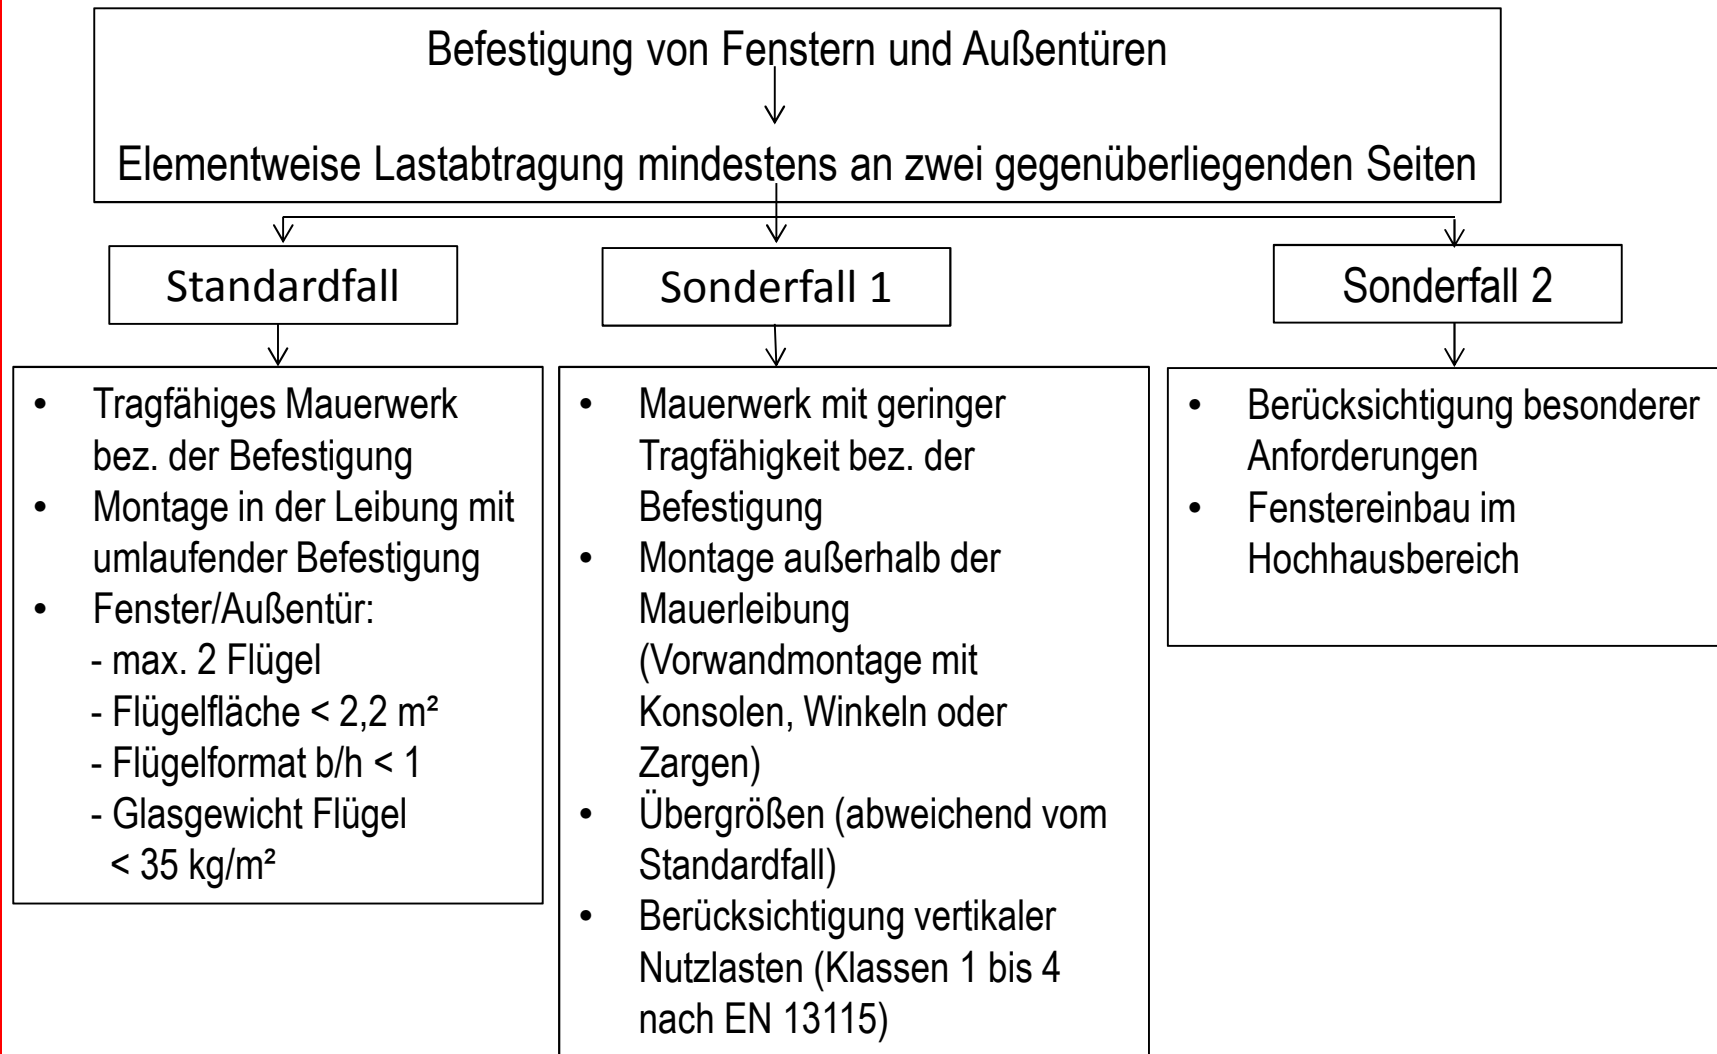 Befestigung von Fenstern und Außentüren
Elementweise Lastabtragung mindestens an zwei gegenüberliegenden Seiten
Standardfall
• Tragfähiges Mauerwerk
bez. der Befestigung
• Montage in der Leibung mit
umlaufender Befestigung
• Fenster/Außentür:
- max. 2 Flügel
- Flügelfläche < 2,2 m²
- Flügelformat b/h < 1
- Glasgewicht Flügel
< 35 kg/m²
Sonderfall 1
• Mauerwerk mit geringer
Tragfähigkeit bez. der
Befestigung
• Montage außerhalb der
Mauerleibung
(Vorwandmontage mit
Konsolen, Winkeln oder
Zargen)
• Übergrößen (abweichend vom
Standardfall)
• Berücksichtigung vertikaler
Nutzlasten (Klassen 1 bis 4
nach EN 13115)
Sonderfall 2
• Berücksichtigung besonderer
Anforderungen
• Fenstereinbau im
Hochhausbereich